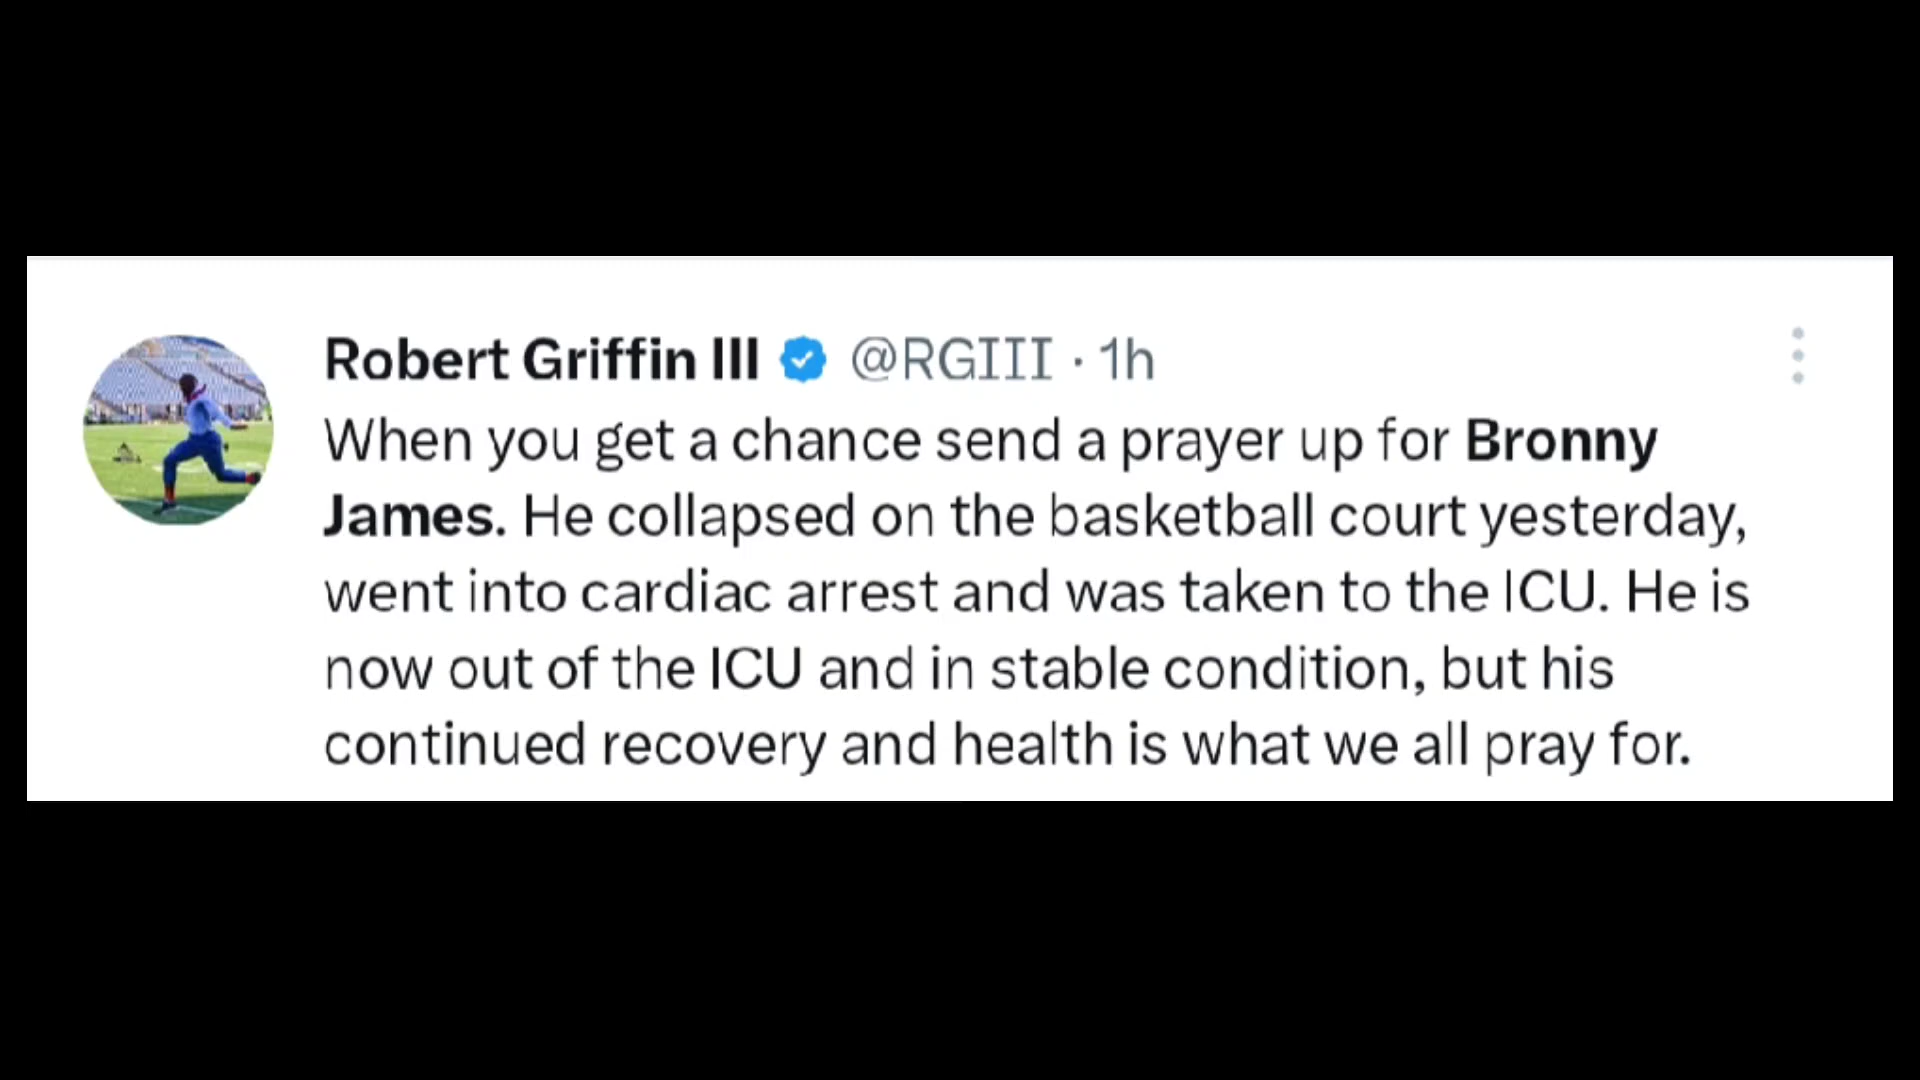 Robert Griffin III @RGIII · 1h
When you get a chance send a prayer up for Bronny
James. He collapsed on the basketball court yesterday,
went into cardiac arrest and was taken to the ICU. He is
now out of the ICU and in stable condition, but his
continued recovery and health is what we all pray for.